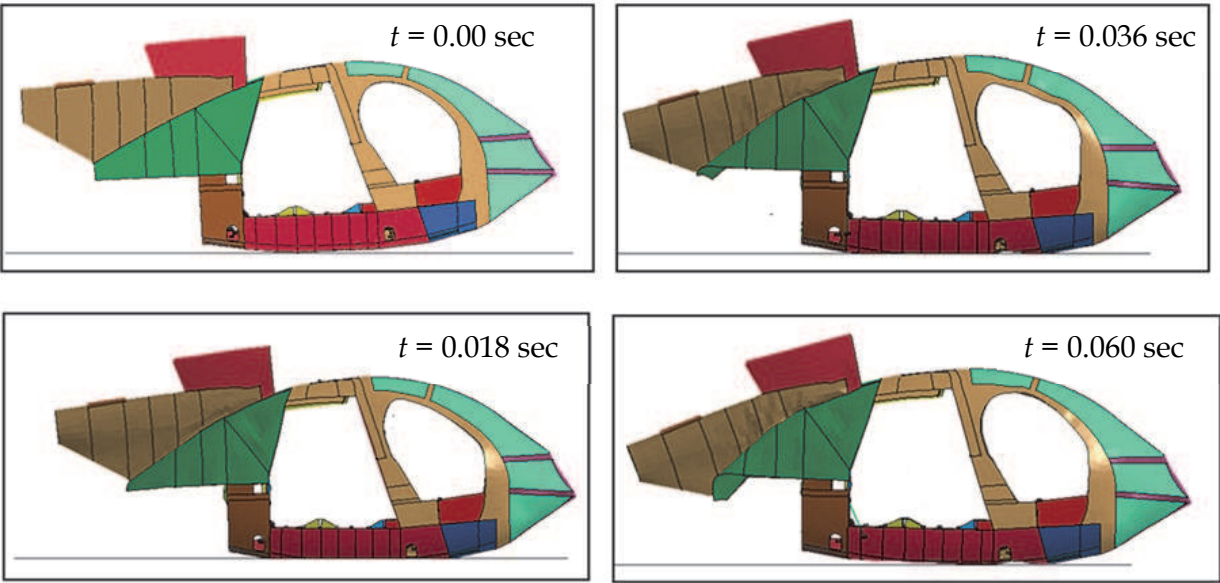 t = 0.00 sec
t = 0.036 sec
t = 0.018 sec
t = 0.060 sec